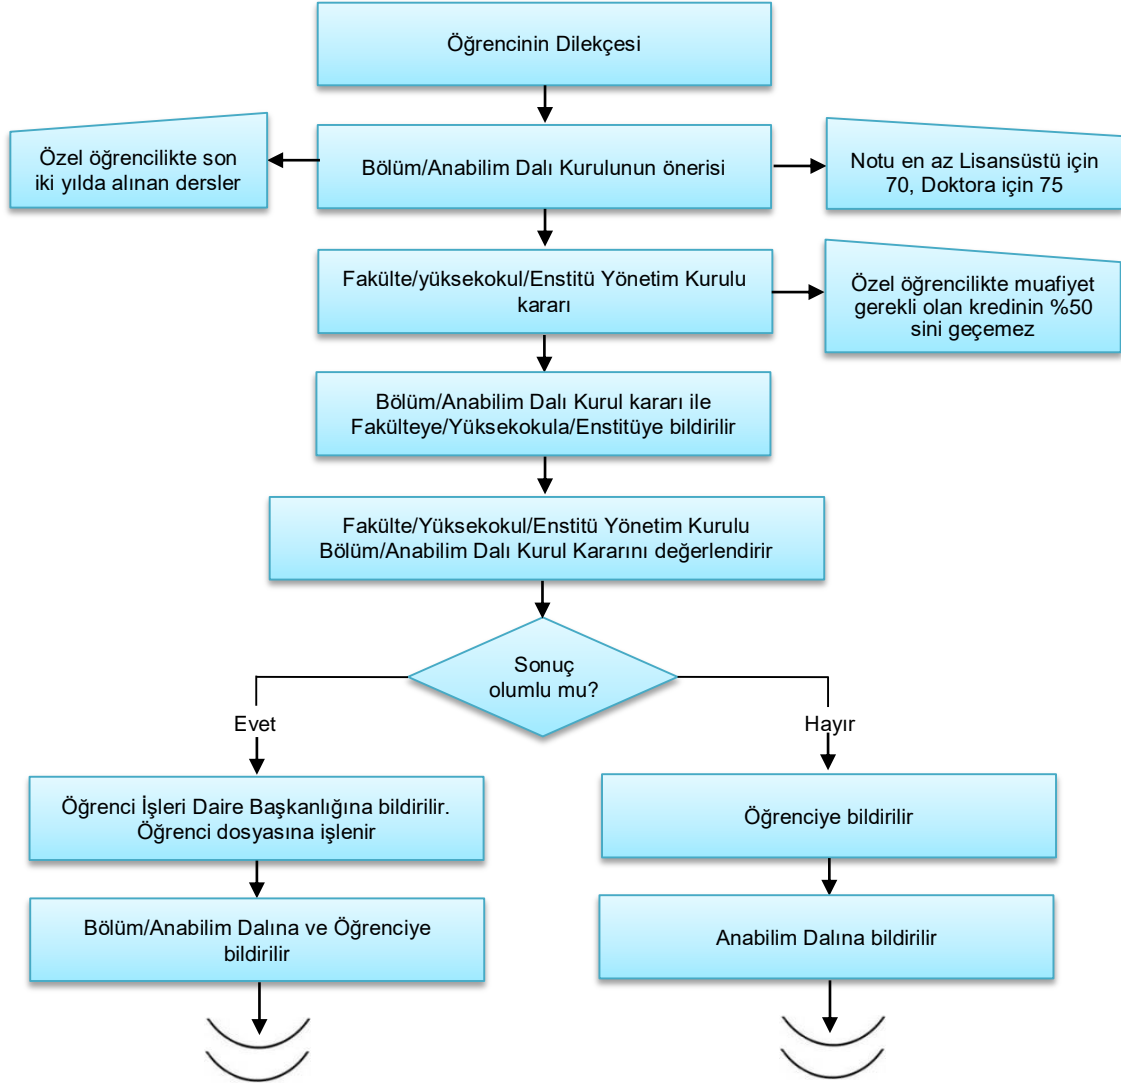 Öğrencinin Dilekçesi
Özel öğrencilikte son
iki yılda alınan dersler
Bölüm/Anabilim Dalı Kurulunun önerisi
Notu en az Lisansüstü için
70, Doktora için 75
Fakülte/yüksekokul/Enstitü Yönetim Kurulu
kararı
Özel öğrencilikte muafiyet
gerekli olan kredinin %50
sini geçemez
Bölüm/Anabilim Dalı Kurul kararı ile
Fakülteye/Yüksekokula/Enstitüye bildirilir
Fakülte/Yüksekokul/Enstitü Yönetim Kurulu
Bölüm/Anabilim Dalı Kurul Kararını değerlendirir
Sonuç
olumlu mu?
Evet
Hayır
Öğrenci İşleri Daire Başkanlığına bildirilir.
Öğrenci dosyasına işlenir
Öğrenciye bildirilir
Bölüm/Anabilim Dalına ve Öğrenciye
bildirilir
Anabilim Dalına bildirilir